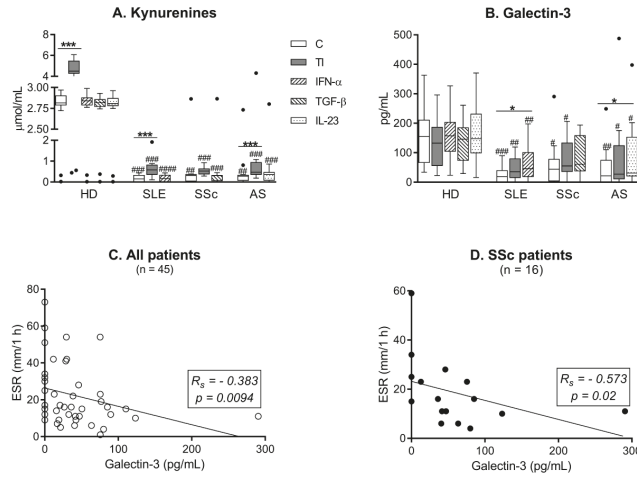 A. Kynurenines
μmol/mL
8
6
4
3.00
2.75
2.50
2
1
0
***
***
***
###
####
###
##
###
###
###
##
###
HD
SLE
SSc
AS
C
TI
IFN-α
TGF-β
IL-23
B. Galectin-3
pg/mL
500
400
300
200
100
0
*
*
###
##
##
#
#
##
#
#
HD
SLE
SSc
AS
C. All patients
(n = 45)
ESR (mm/1 h)
80
60
40
20
0
Rs = - 0.383
p = 0.0094
0
100
200
300
Galectin-3 (pg/mL)
D. SSc patients
(n = 16)
ESR (mm/1 h)
60
40
20
0
Rs = - 0.573
p = 0.02
0
100
200
300
Galectin-3 (pg/mL)